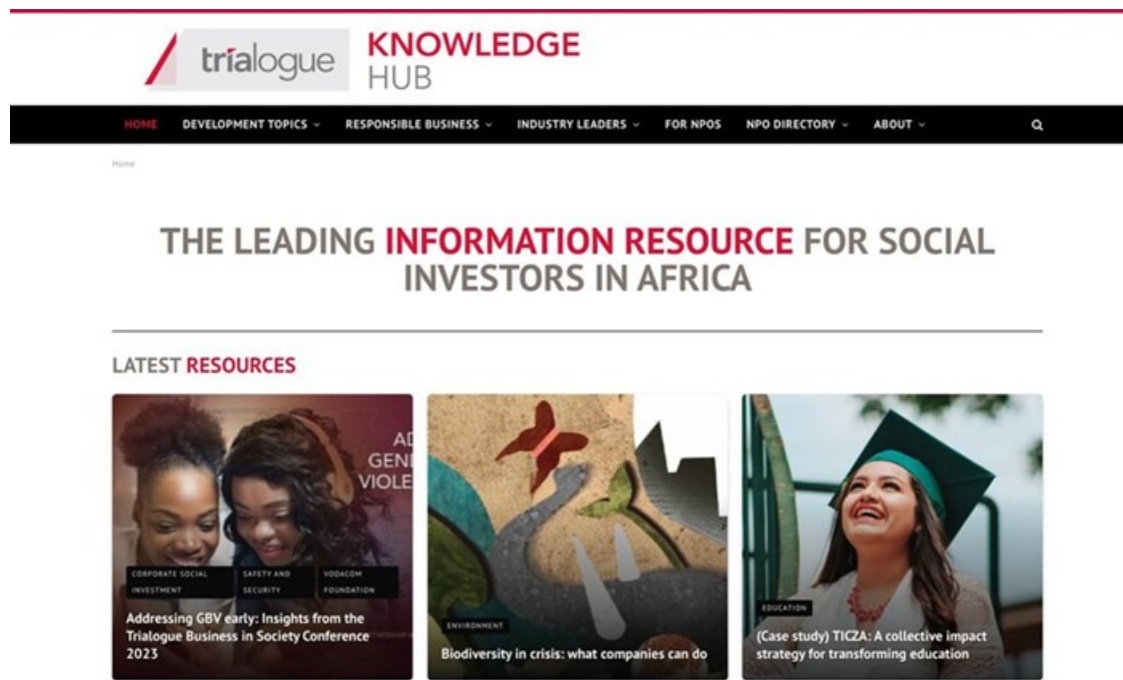 trialogue KNOWLEDGE
HUB
HOME DEVELOPMENT TOPICS RESPONSIBLE BUSINESS INDUSTRY LEADERS FOR NPOS NPO DIRECTORY ABOUT
Home
THE LEADING INFORMATION RESOURCE FOR SOCIAL
INVESTORS IN AFRICA
LATEST RESOURCES
AD
GEN
VIOLE
CORPORATE SOCIAL
INVESTMENT
SAFETY AND
SECURITY
VODACOM
FOUNDATION
Addressing GBV early: Insights from the
Trialogue Business in Society Conference
2023
ENVIRONMENT
Biodiversity in crisis: what companies can do
EDUCATION
(Case study) TICZA: A collective impact
strategy for transforming education